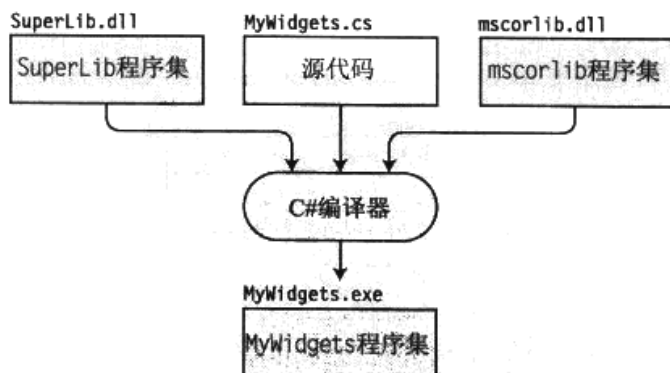 SuperLib.dll
SuperLib程序集
MyWidgets.cs
源代码
mscorlib.dll
mscorlib程序集
C#编译器
MyWidgets.exe
MyWidgets程序集